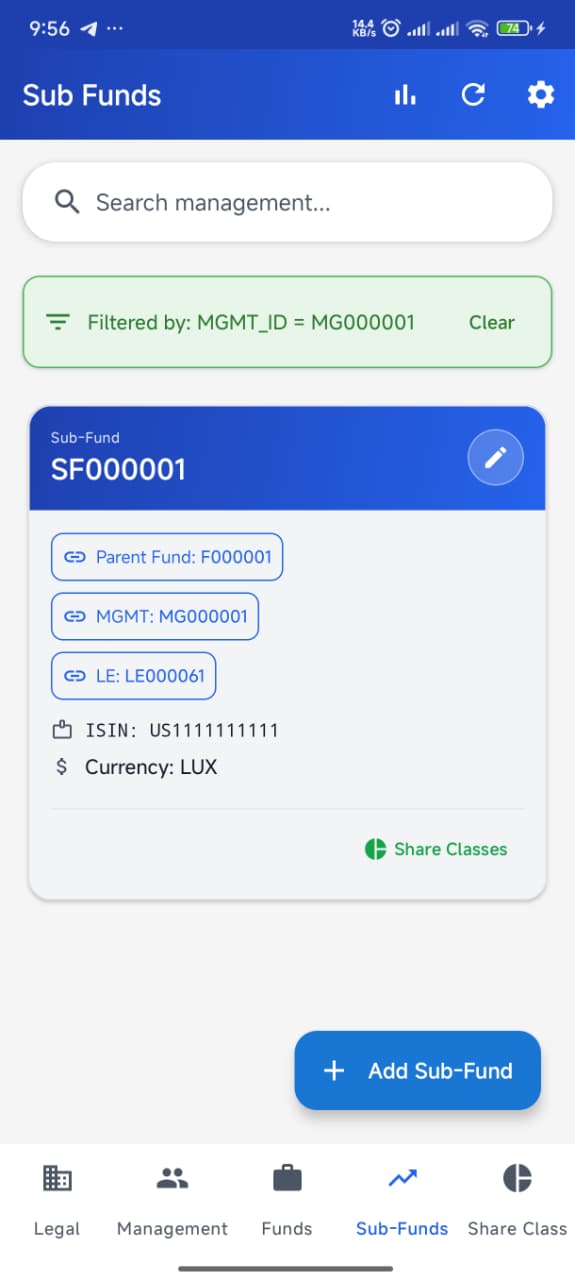 9:56 ··· 14.4 KB/s 74
Sub Funds
Search management...
Filtered by: MGMT_ID = MG000001 Clear
Sub-Fund
SF000001
Parent Fund: F000001
MGMT: MG000001
LE: LE000061
ISIN: US1111111111
$ Currency: LUX
Share Classes
+ Add Sub-Fund
Legal Management Funds Sub-Funds Share Class